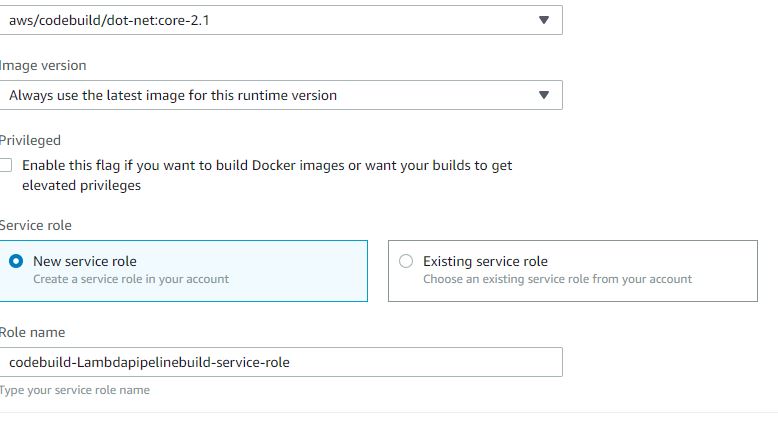 aws/codebuild/dot-net:core-2.1
Image version
Always use the latest image for this runtime version
Privileged
Enable this flag if you want to build Docker images or want your builds to get
elevated privileges
Service role
New service role
Create a service role in your account
Existing service role
Choose an existing service role from your account
Role name
codebuild-Lambdapipelinebuild-service-role
Type your service role name